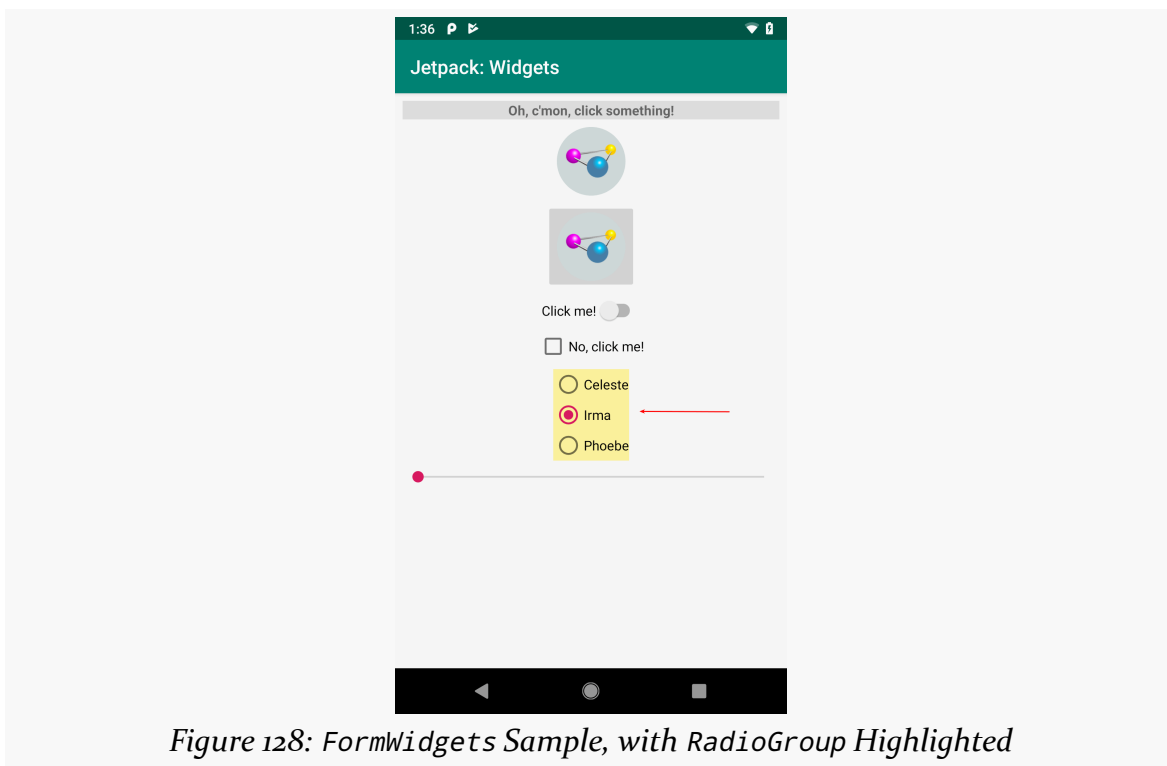 1:36
Jetpack: Widgets
Oh, c'mon, click something!
Click me!
No, click me!
Celeste
Irma
Phoebe
Figure 128: FormWidgets Sample, with RadioGroup Highlighted